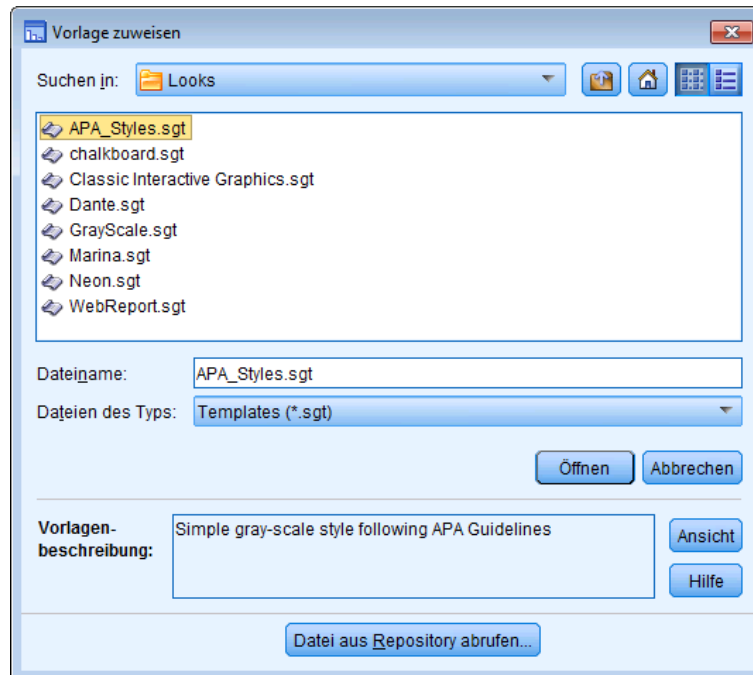 Vorlage zuweisen
Suchen in: Looks
APA_Styles.sgt
chalkboard.sgt
Classic Interactive Graphics.sgt
Dante.sgt
GrayScale.sgt
Marina.sgt
Neon.sgt
WebReport.sgt
Dateiname: APA_Styles.sgt
Dateien des Typs: Templates (*.sgt)
Öffnen Abbrechen
Vorlagen-
beschreibung:
Simple gray-scale style following APA Guidelines
Ansicht
Hilfe
Datei aus Repository abrufen...